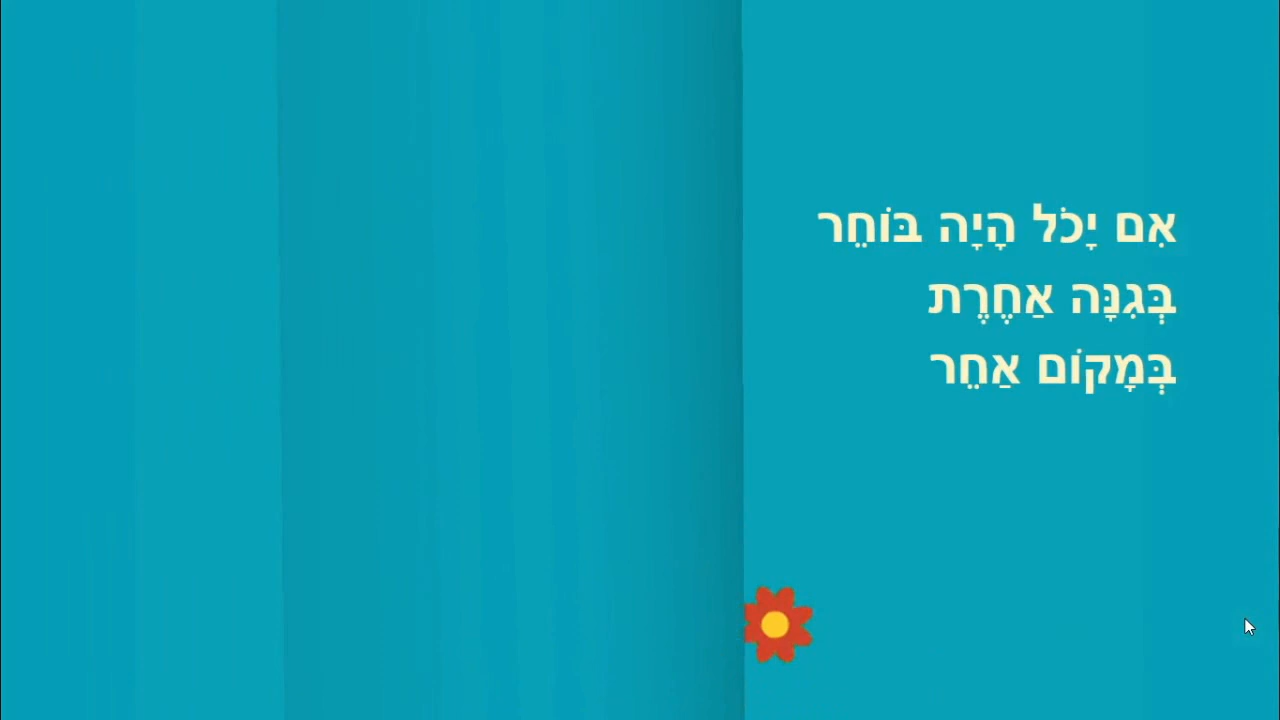 אִם יָכֹל הָיָה בּוֹחֵר
בְּגִנָּה אַחֶרֶת
בְּמָקוֹם אַחֵר